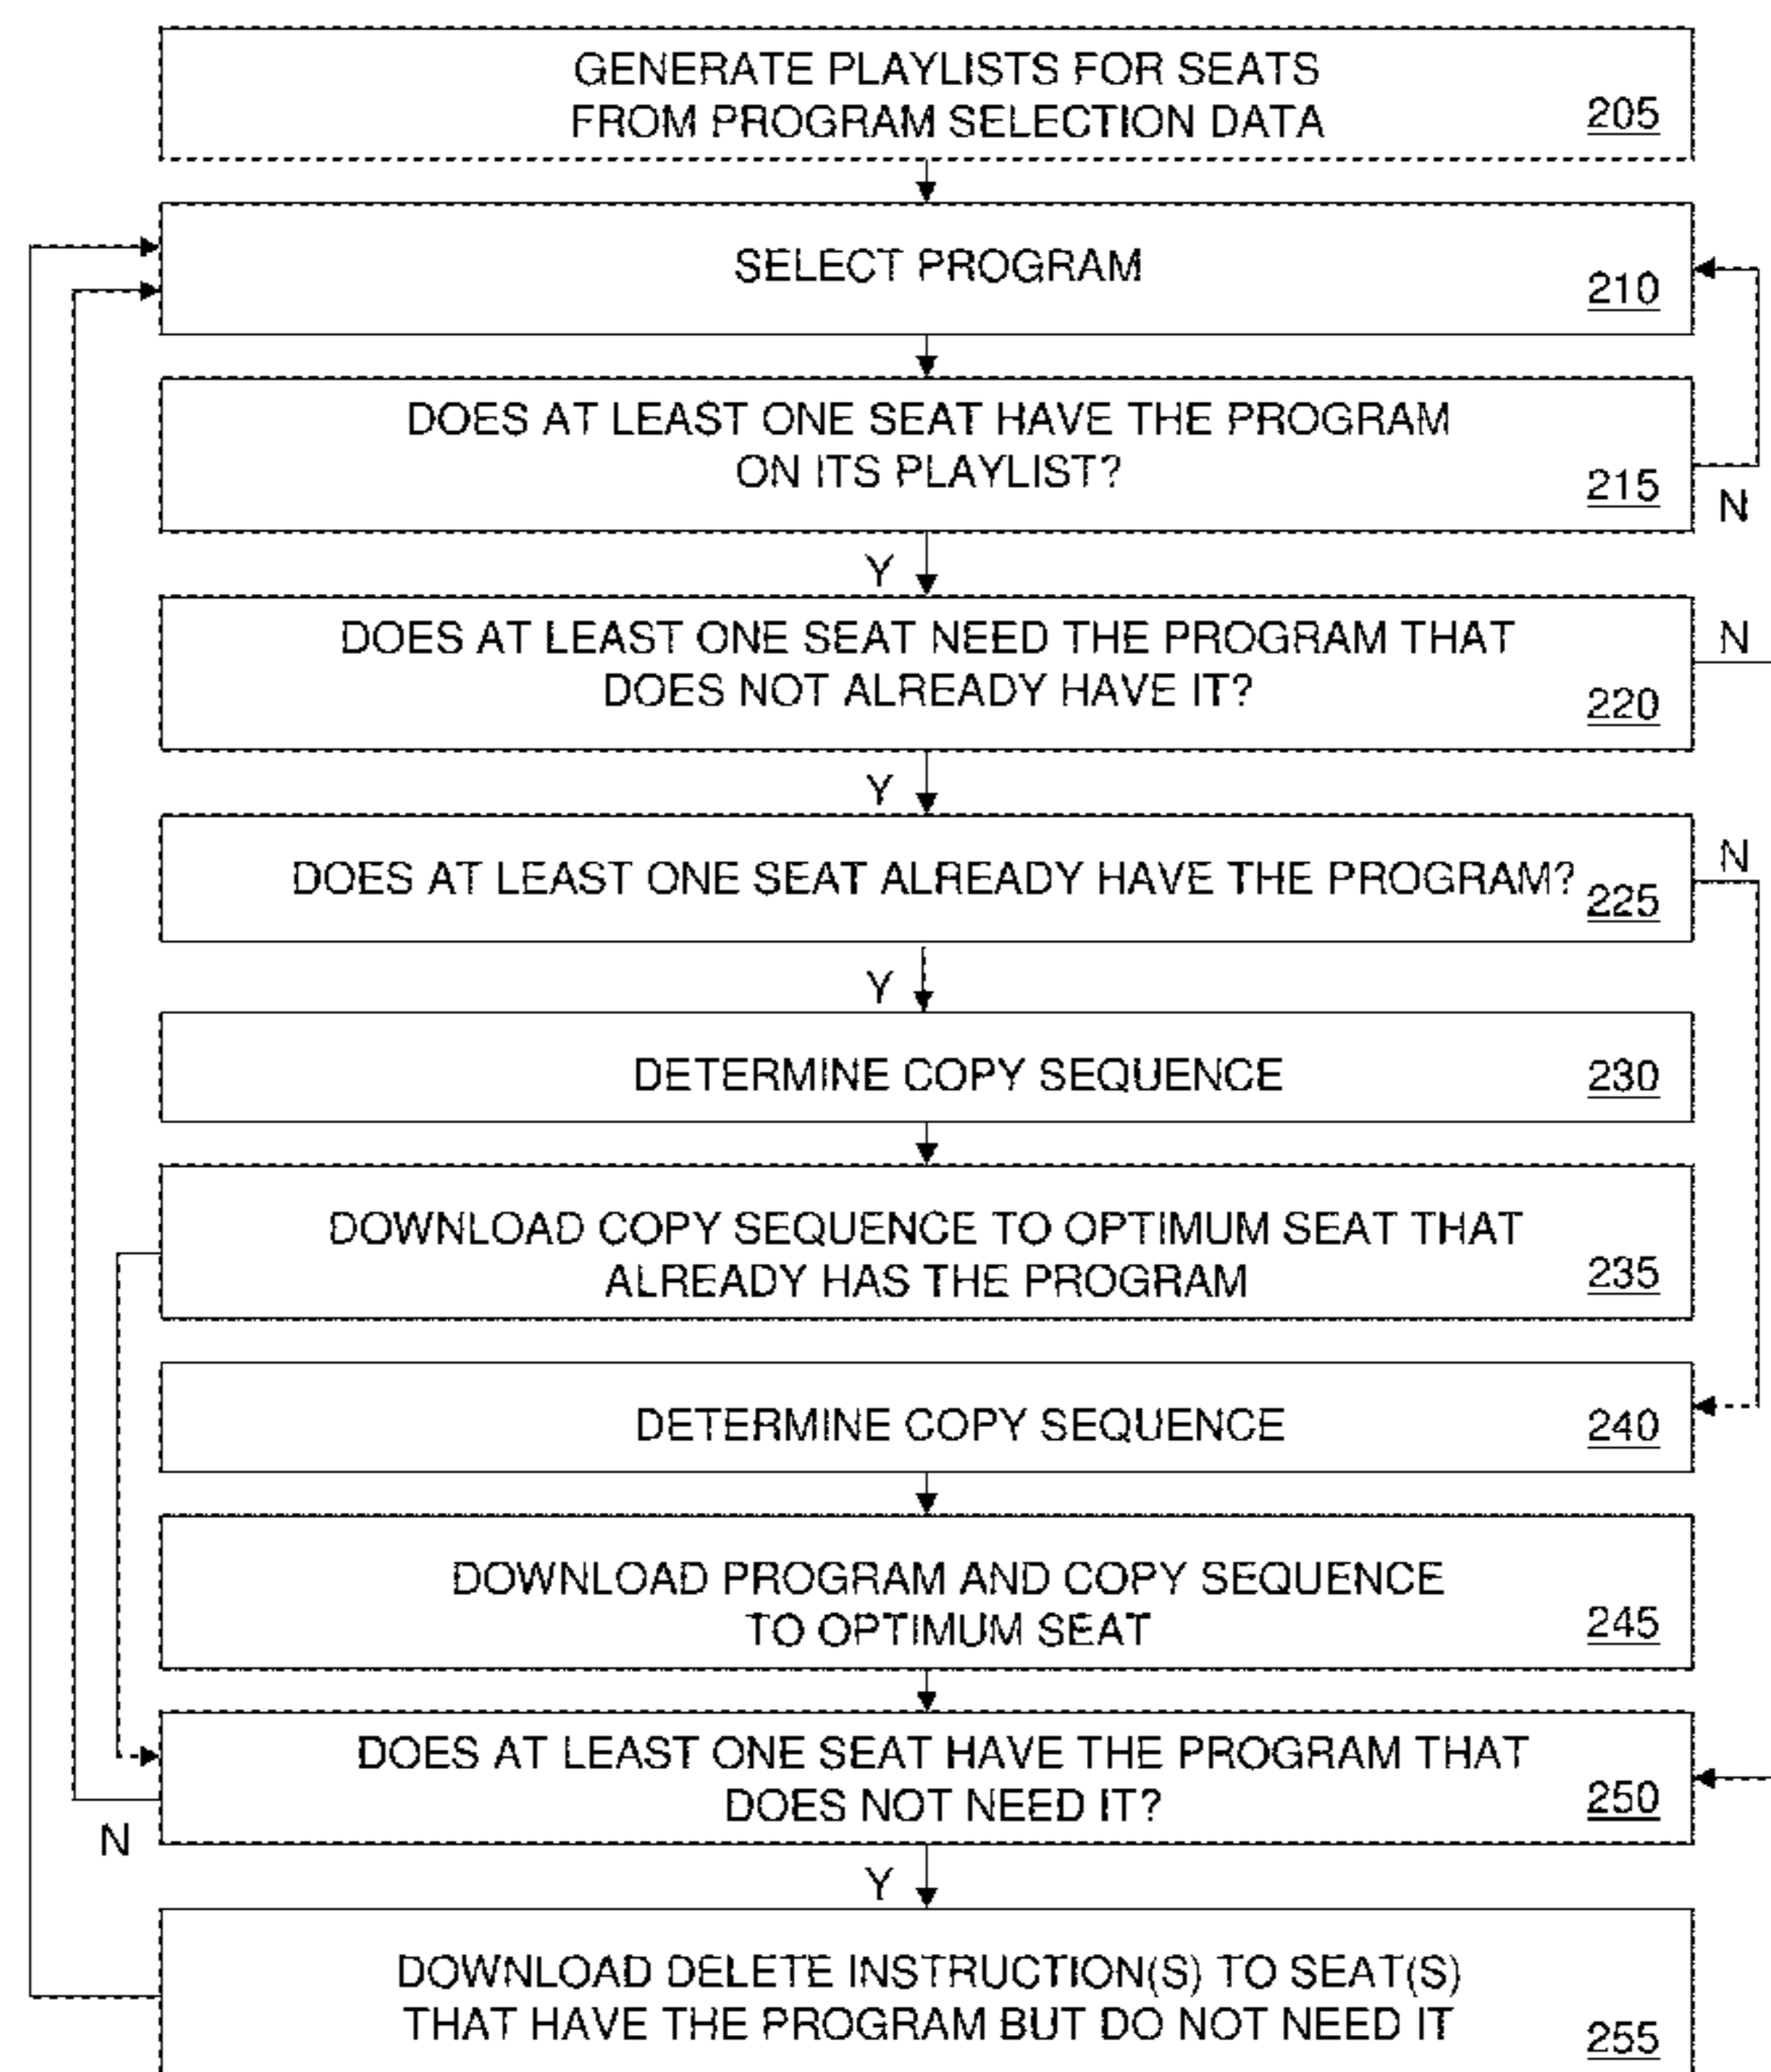 GENERATE PLAYLISTS FOR SEATS
FROM PROGRAM SELECTION DATA
205
SELECT PROGRAM
210
DOES AT LEAST ONE SEAT HAVE THE PROGRAM
ON ITS PLAYLIST?
215
N
Y
DOES AT LEAST ONE SEAT NEED THE PROGRAM THAT
DOES NOT ALREADY HAVE IT?
220
N
Y
DOES AT LEAST ONE SEAT ALREADY HAVE THE PROGRAM?
225
N
Y
DETERMINE COPY SEQUENCE
230
DOWNLOAD COPY SEQUENCE TO OPTIMUM SEAT THAT
ALREADY HAS THE PROGRAM
235
DETERMINE COPY SEQUENCE
240
DOWNLOAD PROGRAM AND COPY SEQUENCE
TO OPTIMUM SEAT
245
DOES AT LEAST ONE SEAT HAVE THE PROGRAM THAT
DOES NOT NEED IT?
250
N
Y
DOWNLOAD DELETE INSTRUCTION(S) TO SEAT(S)
THAT HAVE THE PROGRAM BUT DO NOT NEED IT
255